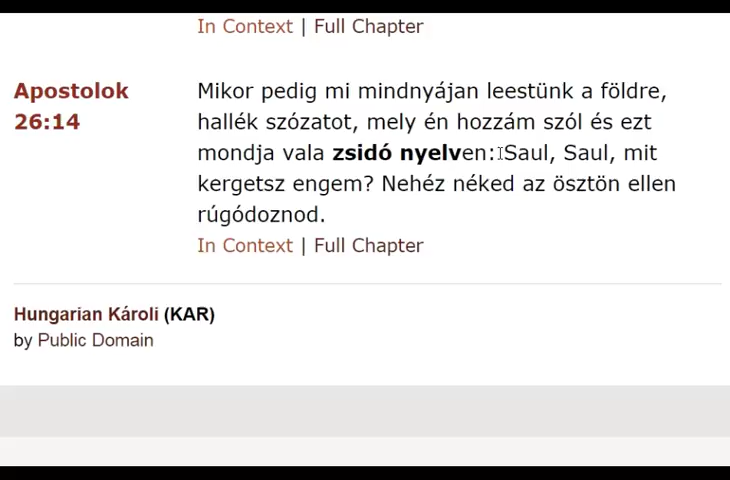 In Context | Full Chapter
Apostolok
26:14
Mikor pedig mi mindnyájan leestünk a földre,
hallék szózatot, mely én hozzám szól és ezt
mondja vala zsidó nyelven: Saul, Saul, mit
kergetsz engem? Nehéz néked az ösztön ellen
rúgódoznod.
In Context | Full Chapter
Hungarian Károli (KAR)
by Public Domain